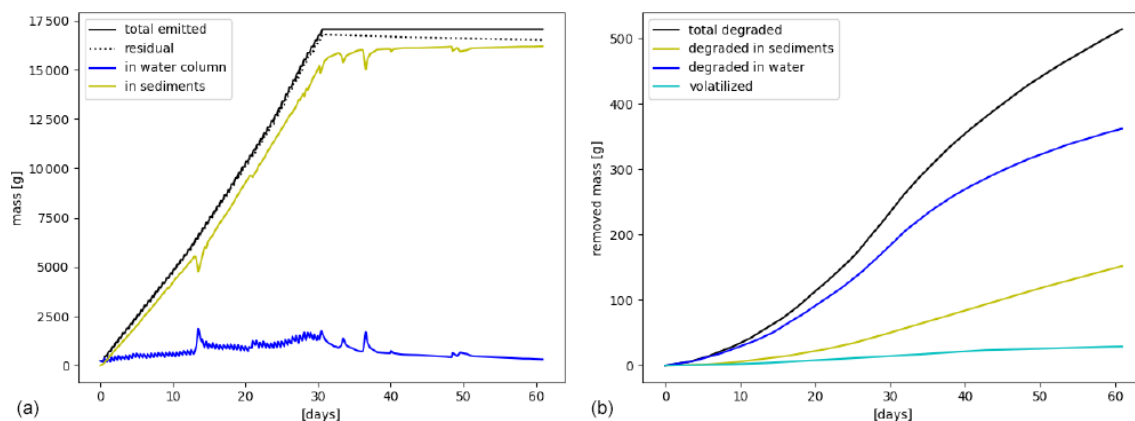 17500
15000
12500
10000
7500
5000
2500
0
mass [g]
total emitted
residual
in water column
in sediments
0 10 20 30 40 50 60
[days]
(a)
500
400
300
200
100
0
removed mass [g]
total degraded
degraded in sediments
degraded in water
volatilized
0 10 20 30 40 50 60
[days]
(b)